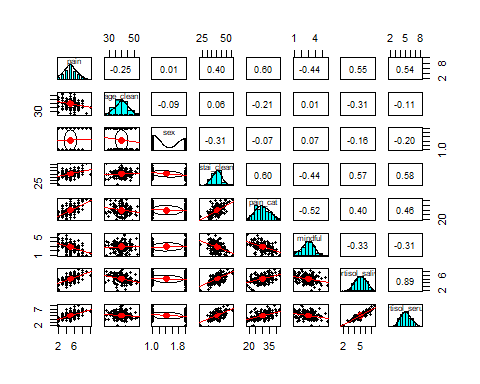 30 50 25 50 1 4 2 5 8
pain -0.25 0.01 0.40 0.60 -0.44 0.55 0.54 2 8
30 age_clean -0.09 0.06 -0.21 0.01 -0.31 -0.11
sex -0.31 -0.07 0.07 -0.16 -0.20 1.0
25 stai_clean 0.60 -0.44 0.57 0.58
pain_cat -0.52 0.40 0.46 20
1 5 mindful -0.33 -0.31
rtisol_saliv 0.89 2 6
2 7 tisol_seru
2 6 1.0 1.8 20 35 2 5